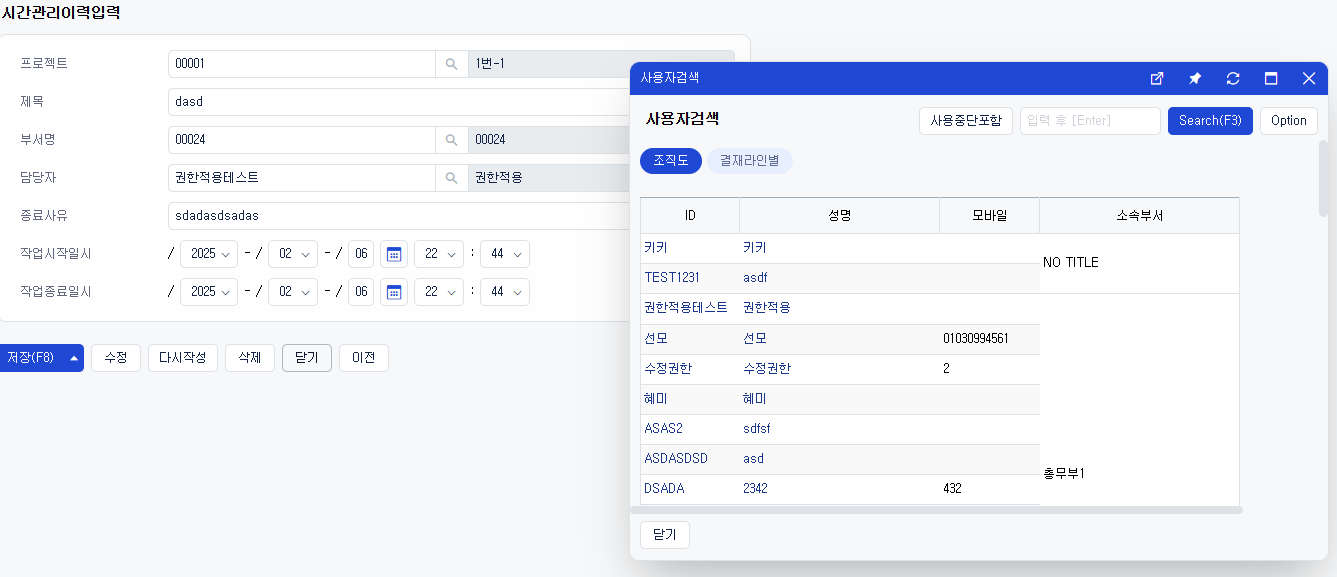 시간관리이력입력
프로젝트 00001 1번-1
제목 dasd
부서명 00024 00024
담당자 권한적용테스트 권한적용
종료사유 sdadasdsadas
작업시작일시 / 2025 - / 02 - / 06 22 : 44
작업종료일시 / 2025 - / 02 - / 06 22 : 44
저장(F8) 수정 다시작성 삭제 닫기 이전
사용자검색
사용자검색 사용중단포함 입력 후 [Enter] Search(F3) Option
조직도 결재라인별
ID 성명 모바일 소속부서
키키 키키
NO TITLE
TEST1231 asdf
권한적용테스트 권한적용
선모 선모 01030994561
수정권한 수정권한 2
혜미 혜미
ASAS2 sdfsf
ASDASDSD asd
총무부1
DSADA 2342 432
닫기